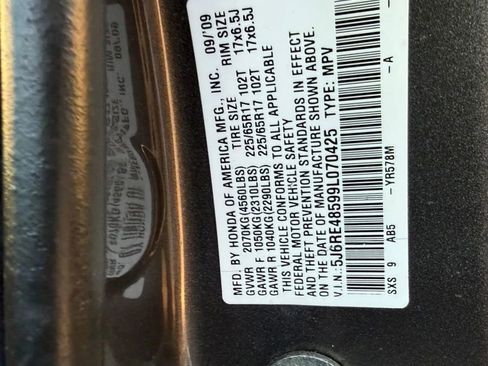 MFD. BY HONDA OF AMERICA MFG., INC. 09/'09
GVWR 2070KG(4560LBS) TIRE SIZE RIM SIZE
GAWR F 1050KG(2310LBS) 225/65R17 102T 17x6.5J
GAWR R 1040KG(2290LBS) 225/65R17 102T 17x6.5J
THIS VEHICLE CONFORMS TO ALL APPLICABLE
FEDERAL MOTOR VEHICLE SAFETY
AND THEFT PREVENTION STANDARDS IN EFFECT
ON THE DATE OF MANUFACTURE SHOWN ABOVE.
V.I.N.:5J6RE48599L070425 TYPE: MPV
SXS 9 AB5 -YR578M -A